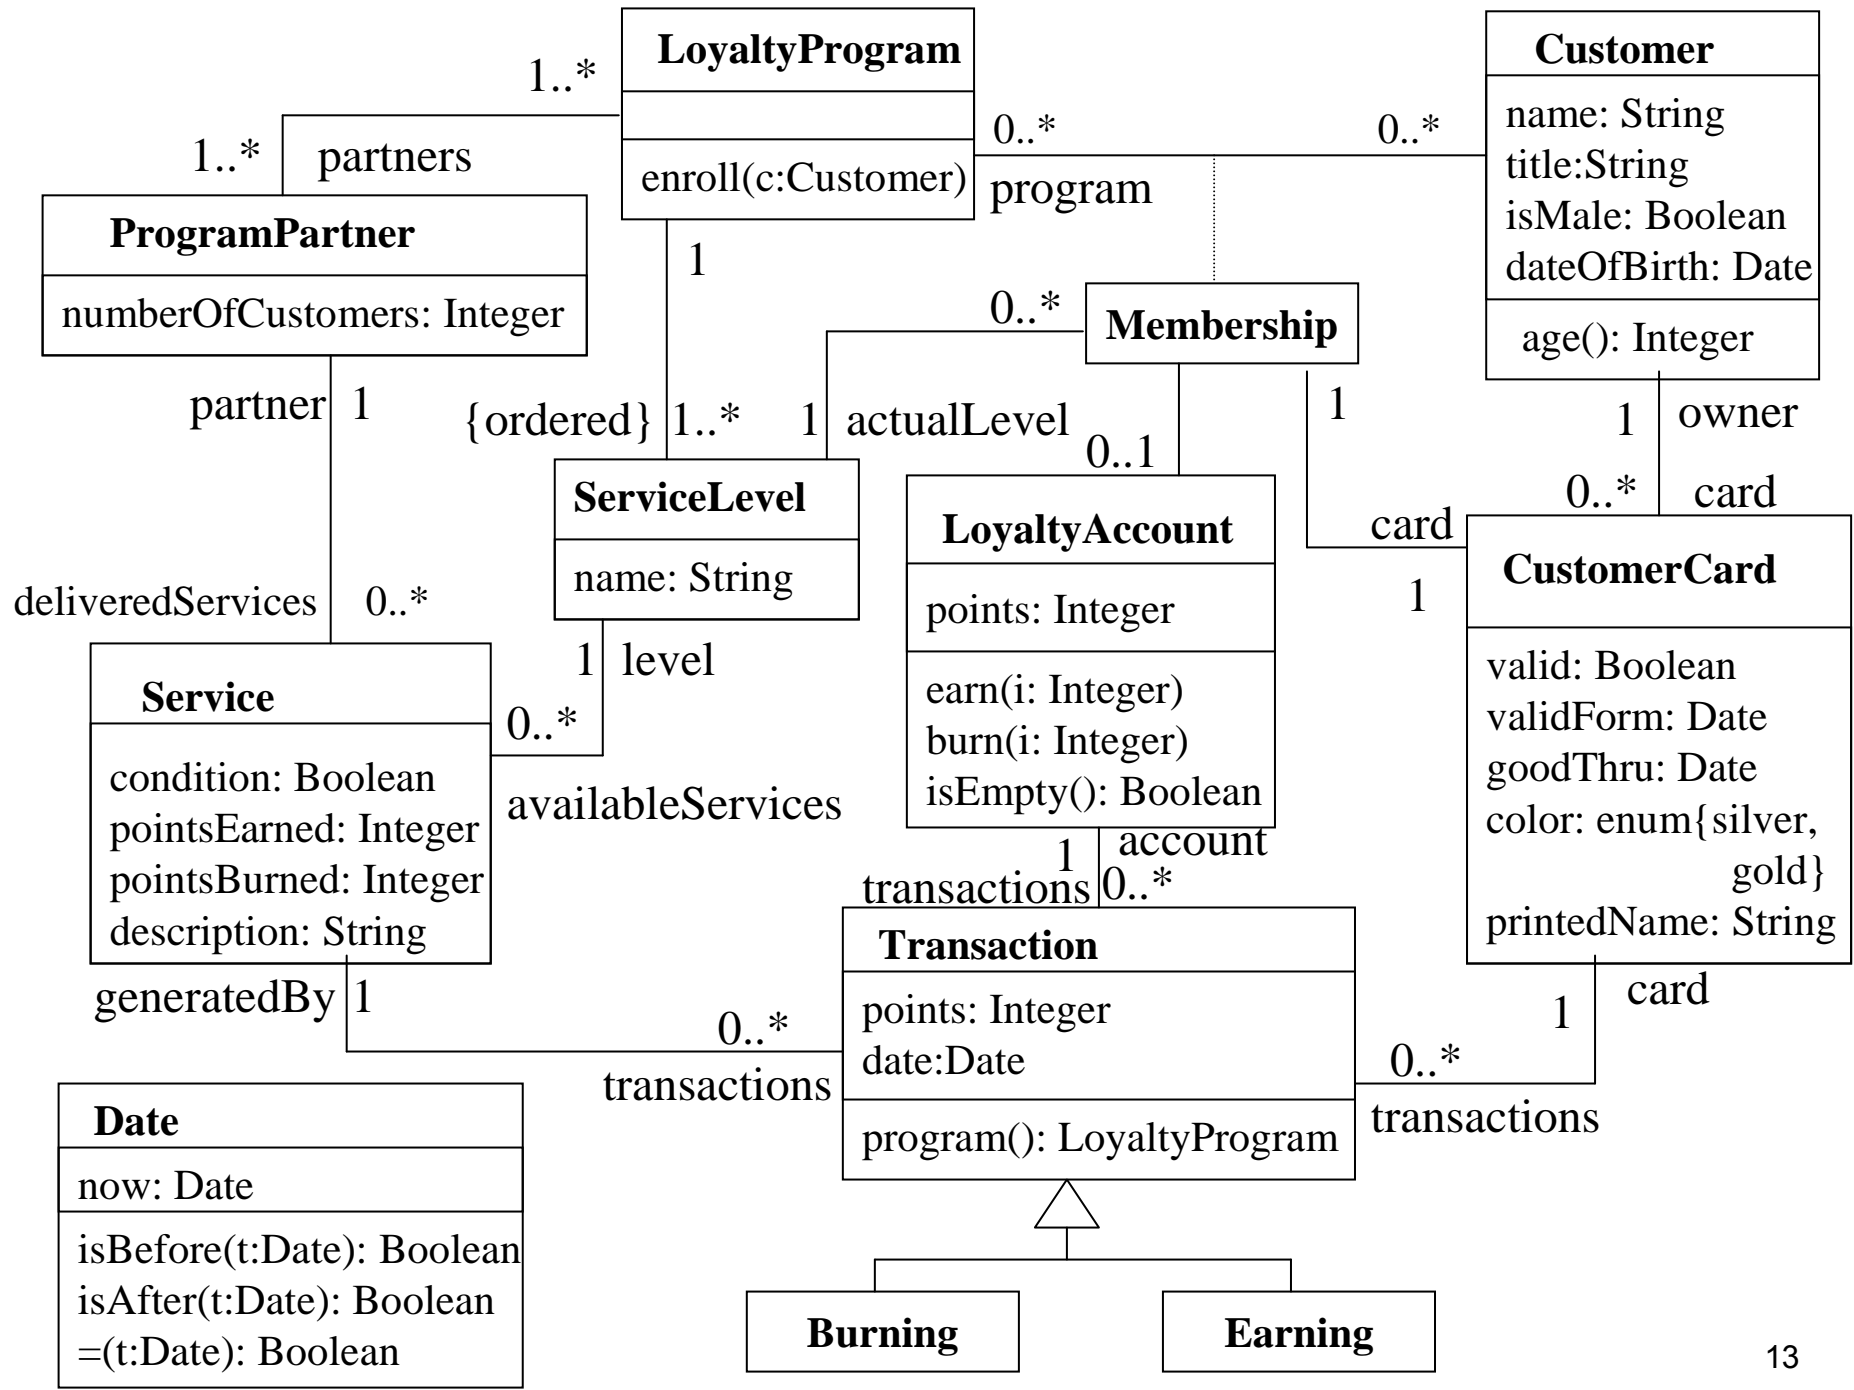 LoyaltyProgram
enroll(c:Customer)
Customer
name: String
title:String
isMale: Boolean
dateOfBirth: Date
age(): Integer
1..*
1..*
partners
0..*
0..*
program
ProgramPartner
numberOfCustomers: Integer
1
0..*
Membership
partner
1
{ordered}
1..*
1
actualLevel
0..1
1
1
owner
0..*
card
ServiceLevel
name: String
LoyaltyAccount
points: Integer
earn(i: Integer)
burn(i: Integer)
isEmpty(): Boolean
card
1
CustomerCard
valid: Boolean
validForm: Date
goodThru: Date
color: enum{silver,
gold}
printedName: String
deliveredServices
0..*
1
level
Service
condition: Boolean
pointsEarned: Integer
pointsBurned: Integer
description: String
0..*
availableServices
1
account
transactions
0..*
Transaction
points: Integer
date:Date
program(): LoyaltyProgram
generatedBy
1
0..*
transactions
card
1
0..*
transactions
Date
now: Date
isBefore(t:Date): Boolean
isAfter(t:Date): Boolean
=(t:Date): Boolean
Burning
Earning
13